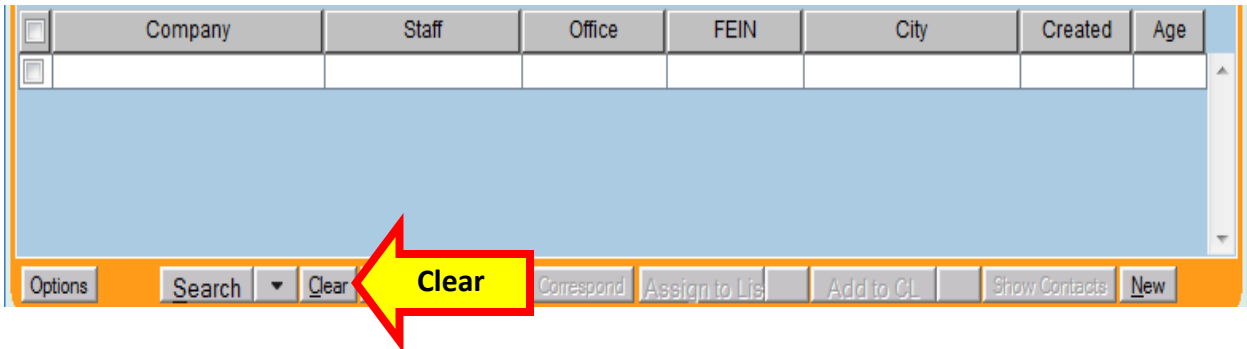 Company Staff Office FEIN City Created Age
Options Search Clear Clear Correspond Assign to Lis Add to CL Show Contacts New